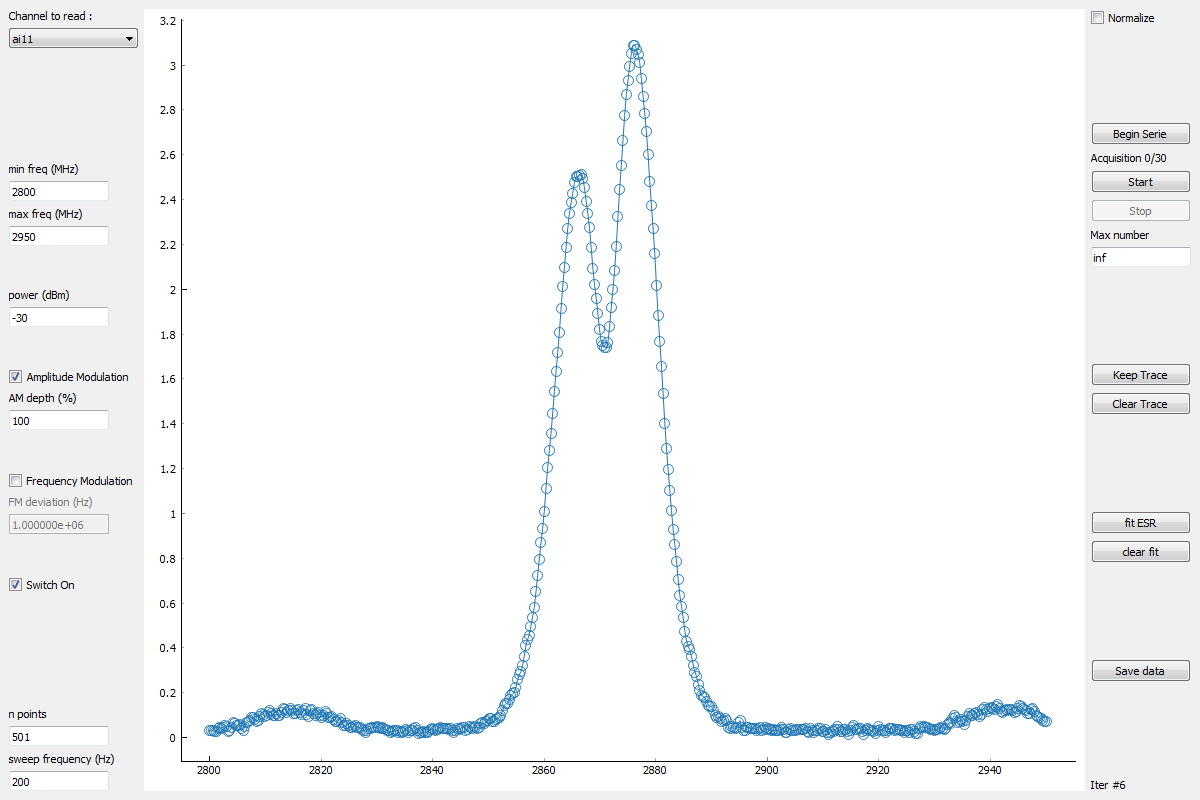 Channel to read :
ai11
min freq (MHz)
2800
max freq (MHz)
2950
power (dBm)
-30
Amplitude Modulation
AM depth (%)
100
Frequency Modulation
FM deviation (Hz)
1.000000e+06
Switch On
n points
501
sweep frequency (Hz)
200
3.2
3
2.8
2.6
2.4
2.2
2
1.8
1.6
1.4
1.2
1
0.8
0.6
0.4
0.2
0
2800 2820 2840 2860 2880 2900 2920 2940
Normalize
Begin Serie
Acquisition 0/30
Start
Stop
Max number
inf
Keep Trace
Clear Trace
fit ESR
clear fit
Save data
Iter #6